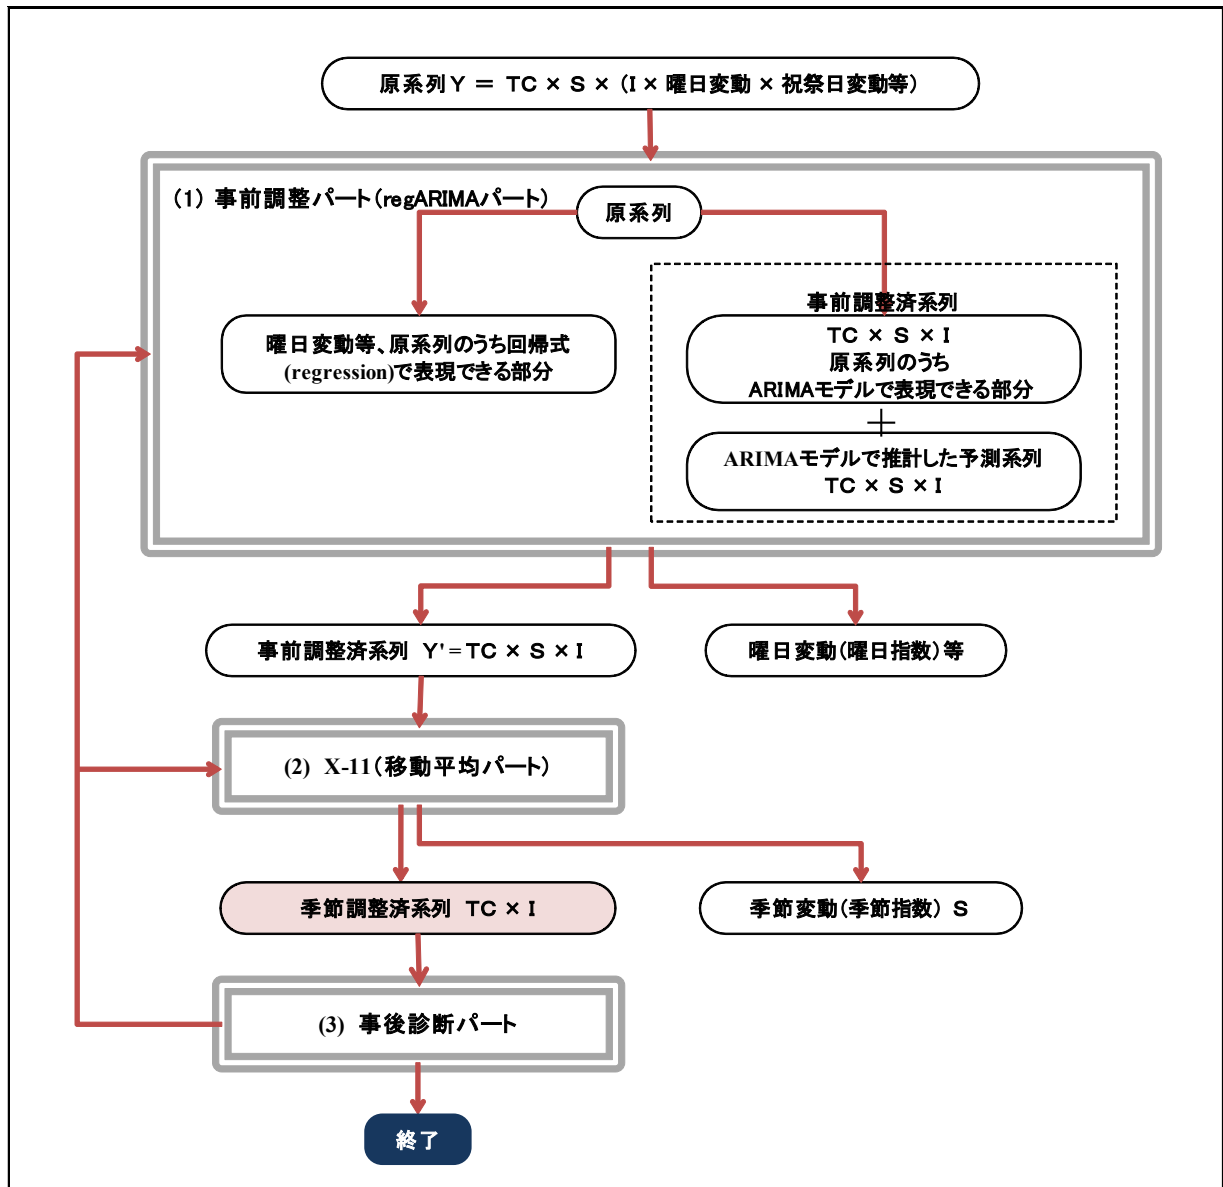 原系列Y = TC × S × (I × 曜日変動 × 祝祭日変動等)
(1) 事前調整パート(regARIMAパート)
原系列
曜日変動等、原系列のうち回帰式
(regression)で表現できる部分
事前調整済系列
TC × S × I
原系列のうち
ARIMAモデルで表現できる部分
+
ARIMAモデルで推計した予測系列
TC × S × I
事前調整済系列 Y'=TC × S × I
曜日変動(曜日指数)等
(2) X-11(移動平均パート)
季節調整済系列 TC × I
季節変動(季節指数) S
(3) 事後診断パート
終了